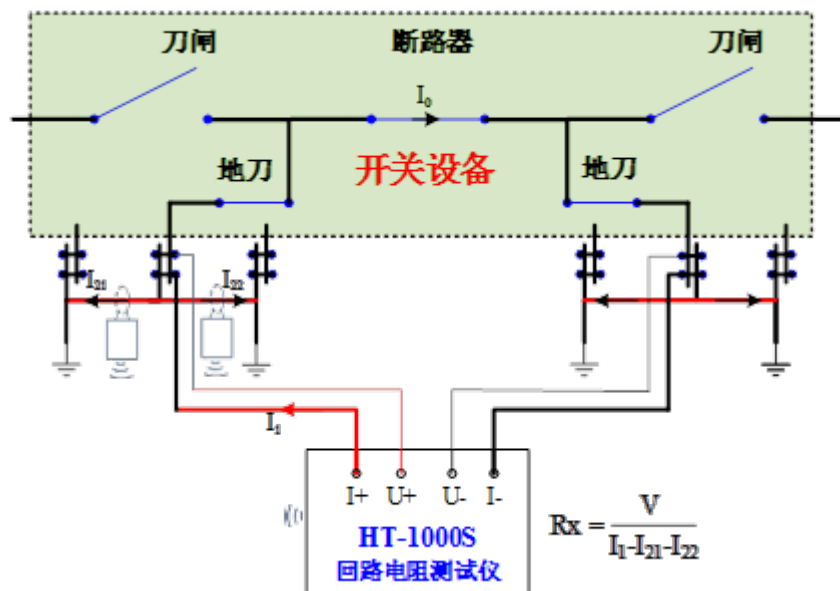 刀闸 断路器 刀闸
I₀
地刀 开关设备 地刀
I₂₁ I₂₂
I₁
I+ U+ U- I-
HT-1000S
回路电阻测试仪
Rx = V / I₁-I₂₁-I₂₂